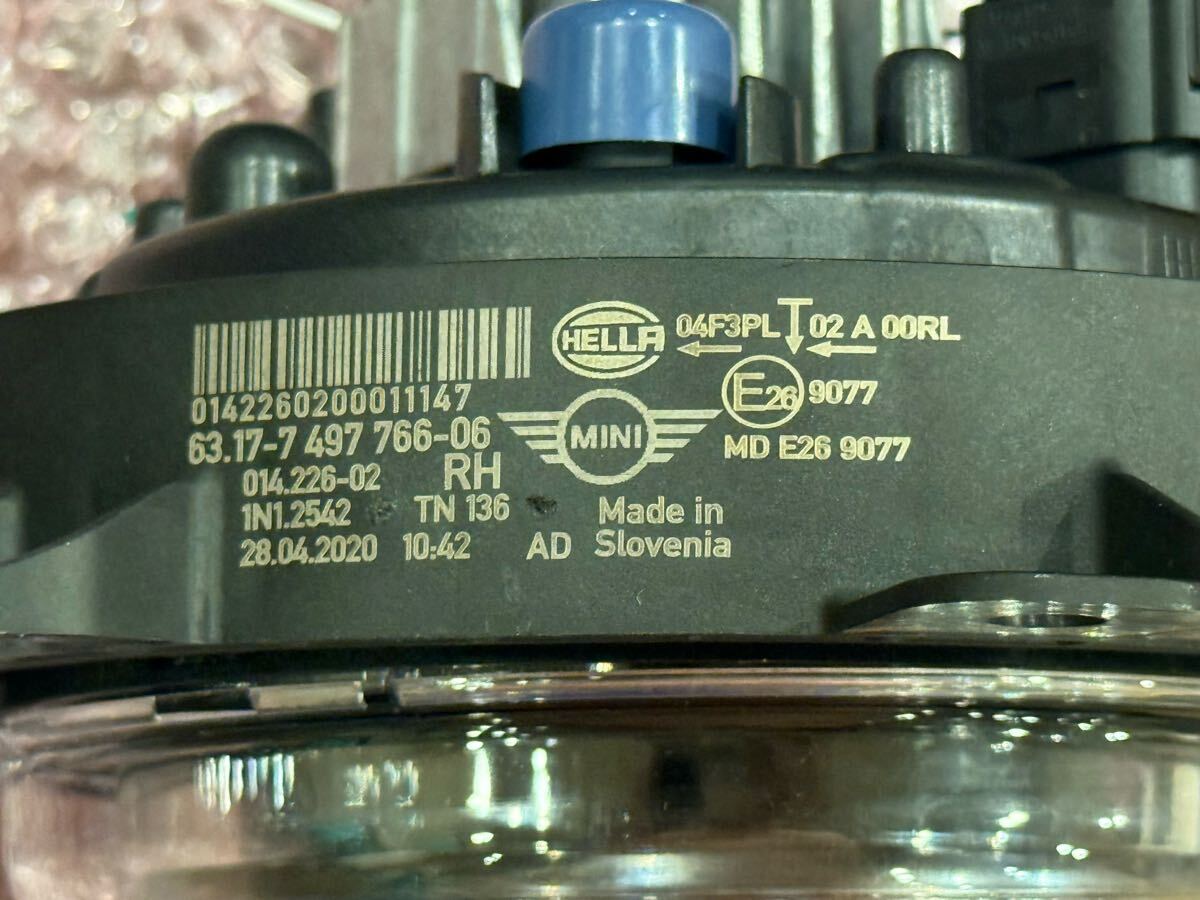 0142260200011147
63.17-7 497 766-06
014.226-02 RH
1N1.2542 TN 136
28.04.2020 10:42 AD
HELLA
MINI
Made in
Slovenia
04F3PL 02 A 00RL
E26 9077
MD E26 9077